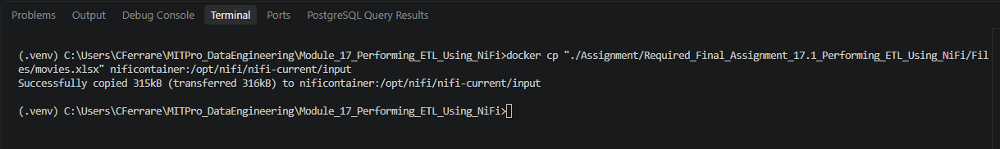 Problems Output Debug Console Terminal Ports PostgreSQL Query Results
(.venv) C:\Users\CFerrare\MITPro_DataEngineering\Module_17_Performing_ETL_Using_NiFi>docker cp "./Assignment/Required_Final_Assignment_17.1_Performing_ETL_Using_NiFi/Fil
es/movies.xlsx" nificontainer:/opt/nifi/nifi-current/input
Successfully copied 315kB (transferred 316kB) to nificontainer:/opt/nifi/nifi-current/input
(.venv) C:\Users\CFerrare\MITPro_DataEngineering\Module_17_Performing_ETL_Using_NiFi>